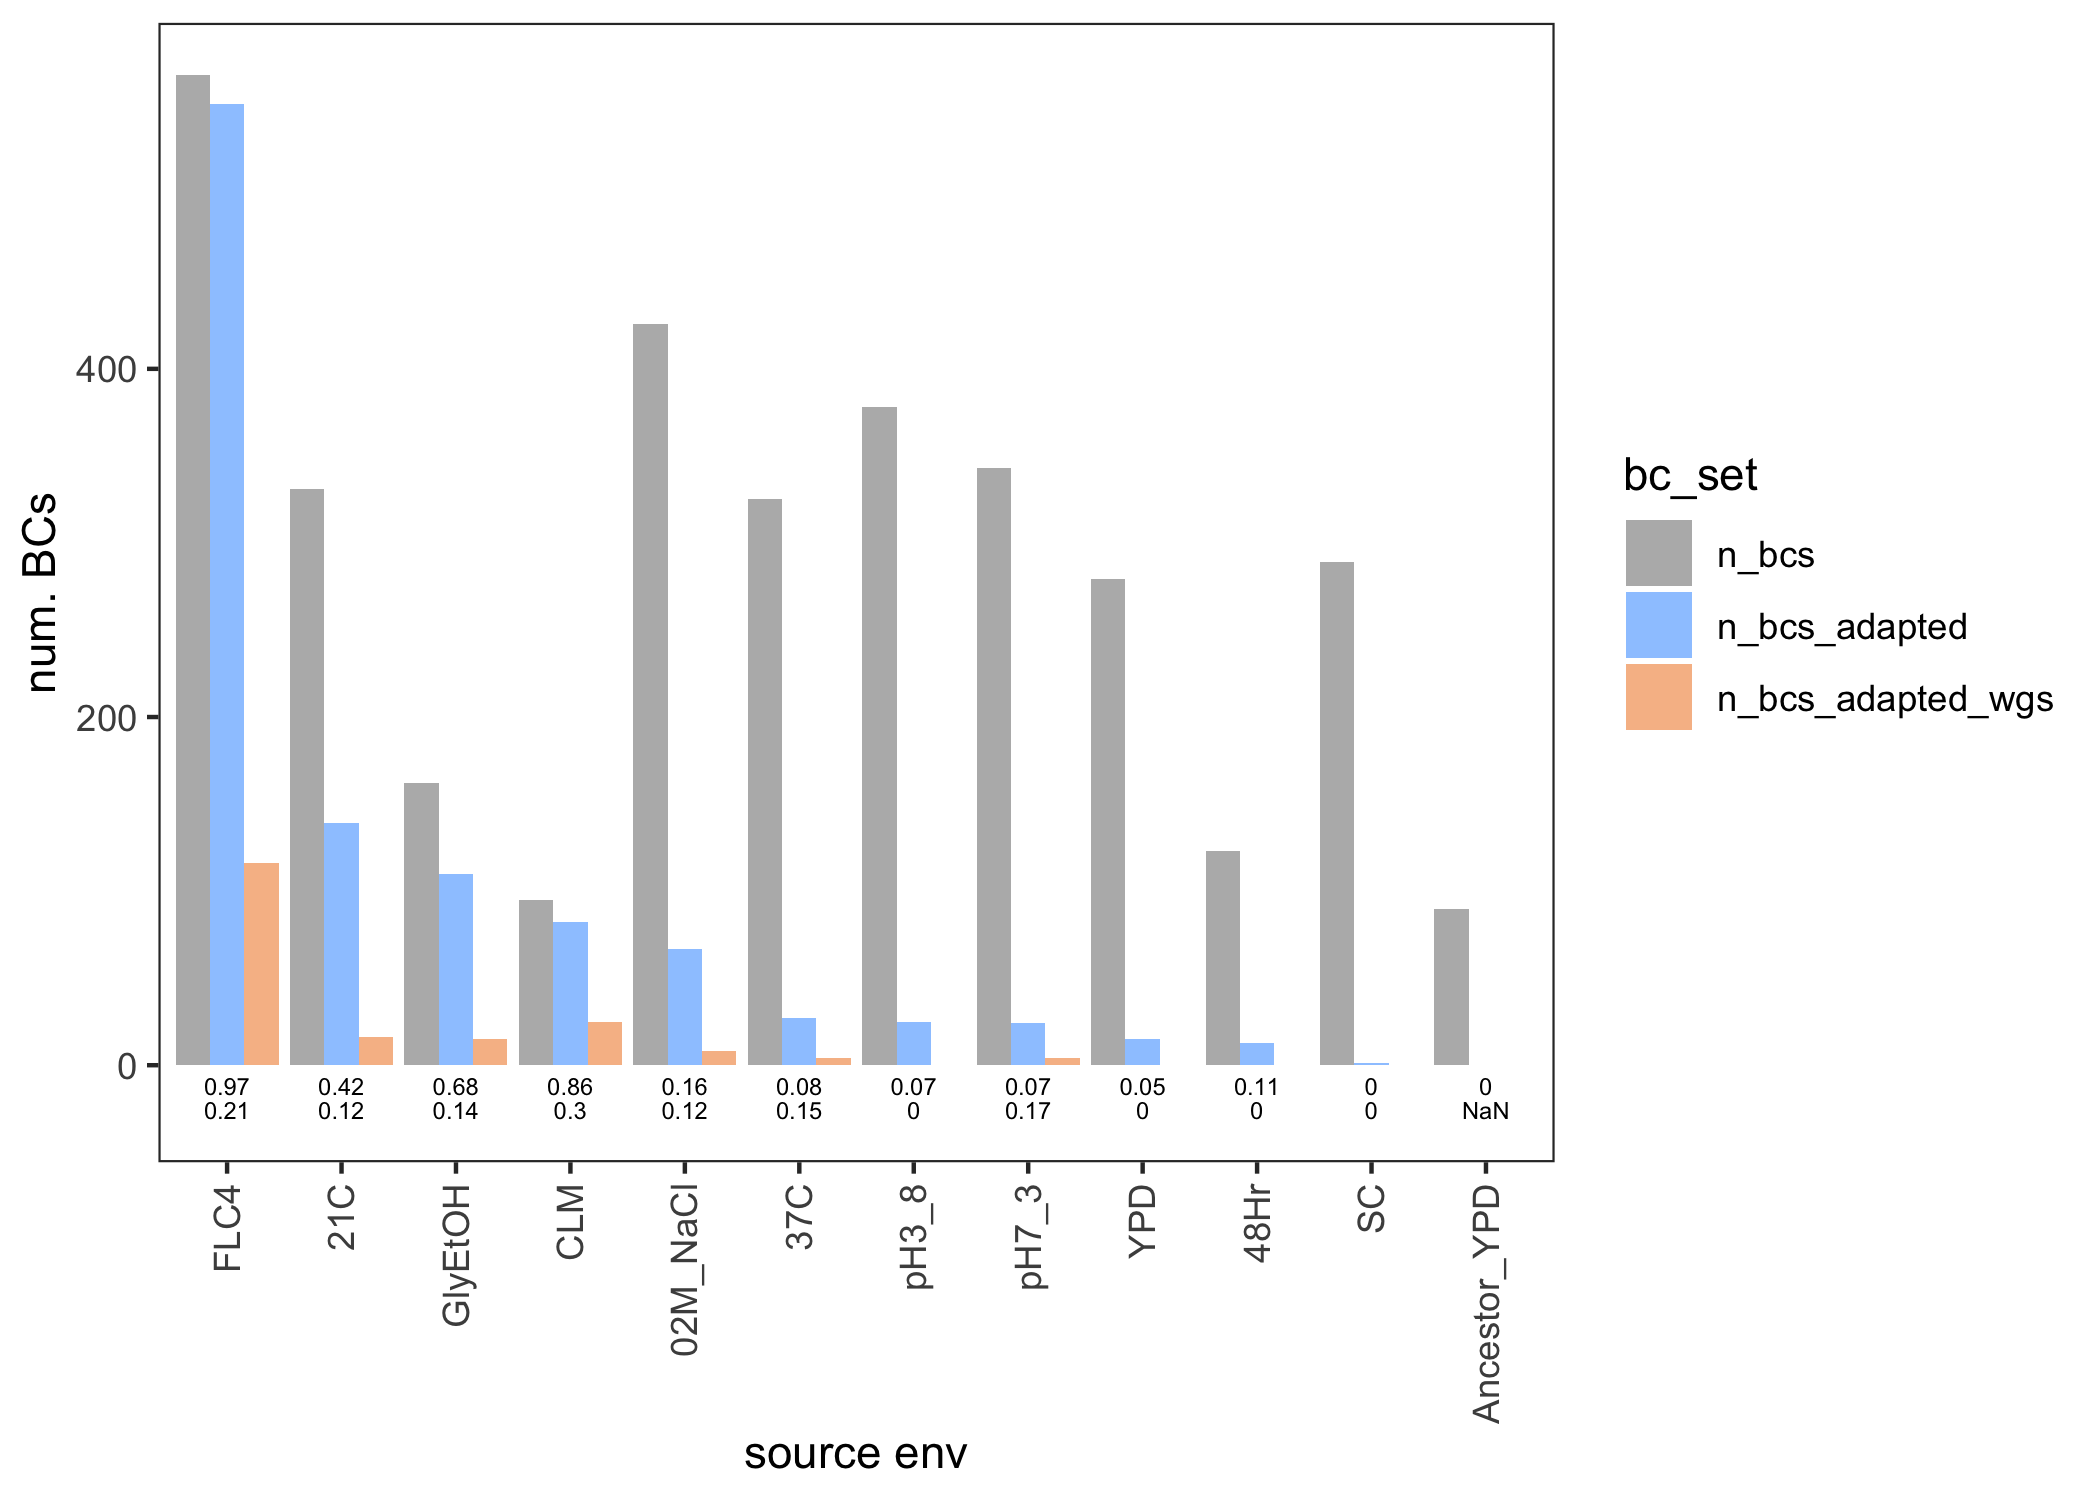 num. BCs
400
200
0
0.97 0.42 0.68 0.86 0.16 0.08 0.07 0.07 0.05 0.11 0 0
0.21 0.12 0.14 0.3 0.12 0.15 0 0.17 0 0 0 NaN
FLC4
21C
GlyEtOH
CLM
02M_NaCl
37C
pH3_8
pH7_3
YPD
48Hr
SC
Ancestor_YPD
source env
bc_set
n_bcs
n_bcs_adapted
n_bcs_adapted_wgs